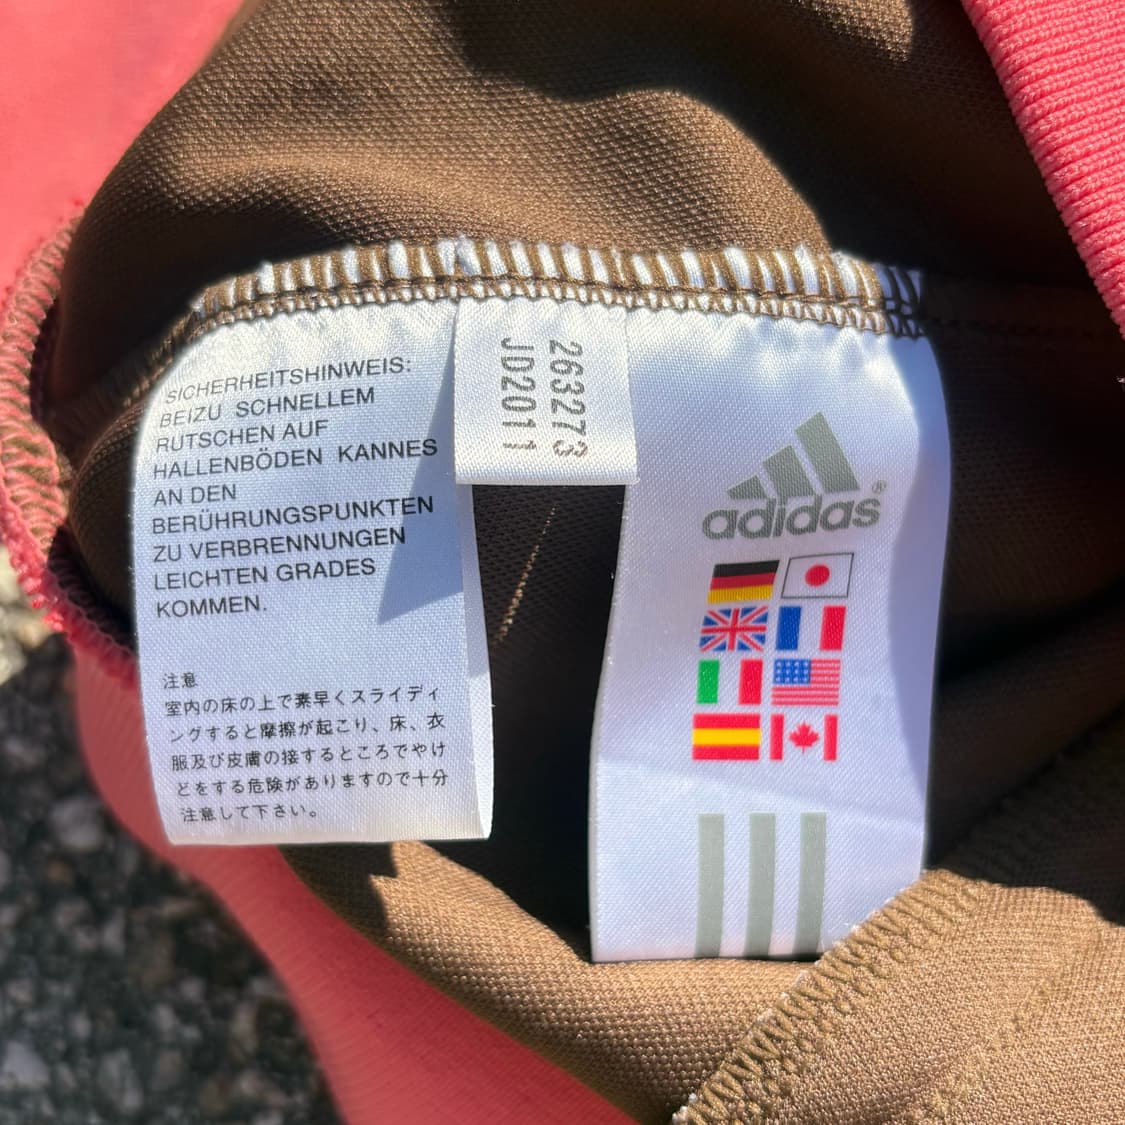 SICHERHEITSHINWEIS:
BEIZU SCHNELLEM
RUTSCHEN AUF
HALLENBÖDEN KANNES
AN DEN
BERÜHRUNGSPUNKTEN
ZU VERBRENNUNGEN
LEICHTEN GRADES
KOMMEN.
注意
室内の床の上で素早くスライディ
ングすると摩擦が起こり、床、衣
服及び皮膚の接するところでやけ
どをする危険がありますので十分
注意して下さい。
263273
JD2011
adidas®